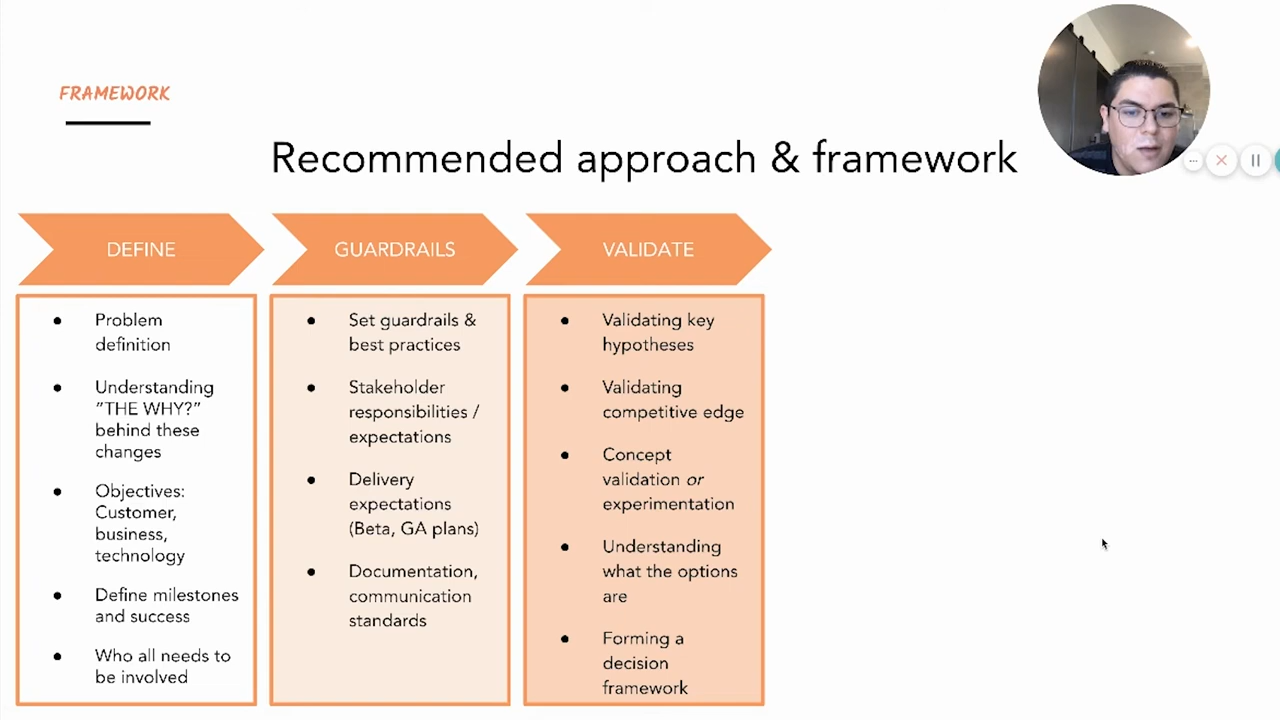 FRAMEWORK
Recommended approach & framework
DEFINE
Problem
definition
Understanding
“THE WHY?”
behind these
changes
Objectives:
Customer,
business,
technology
Define milestones
and success
Who all needs to
be involved
GUARDRAILS
Set guardrails &
best practices
Stakeholder
responsibilities /
expectations
Delivery
expectations
(Beta, GA plans)
Documentation,
communication
standards
VALIDATE
Validating key
hypotheses
Validating
competitive edge
Concept
validation or
experimentation
Understanding
what the options
are
Forming a
decision
framework